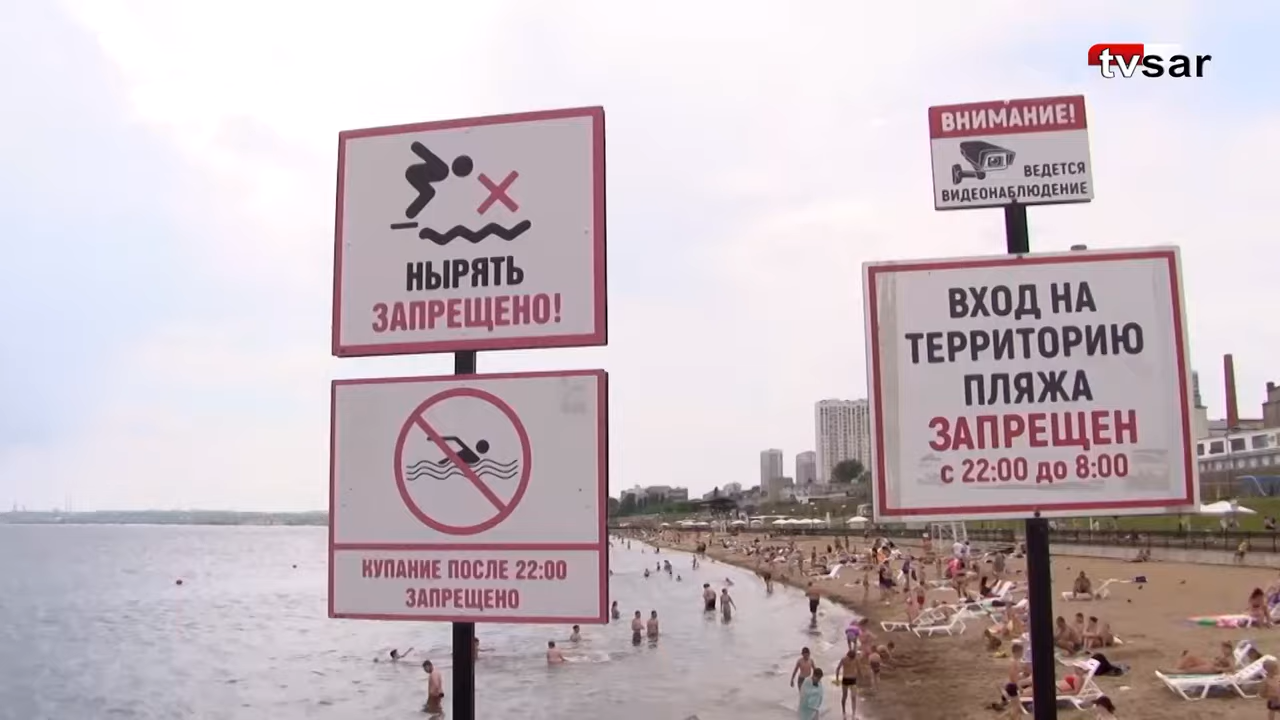 tvsar
НЫРЯТЬ
ЗАПРЕЩЕНО!
КУПАНИЕ ПОСЛЕ 22:00
ЗАПРЕЩЕНО
ВНИМАНИЕ!
ВЕДЕТСЯ
ВИДЕОНАБЛЮДЕНИЕ
ВХОД НА
ТЕРРИТОРИЮ
ПЛЯЖА
ЗАПРЕЩЕН
с 22:00 до 8:00